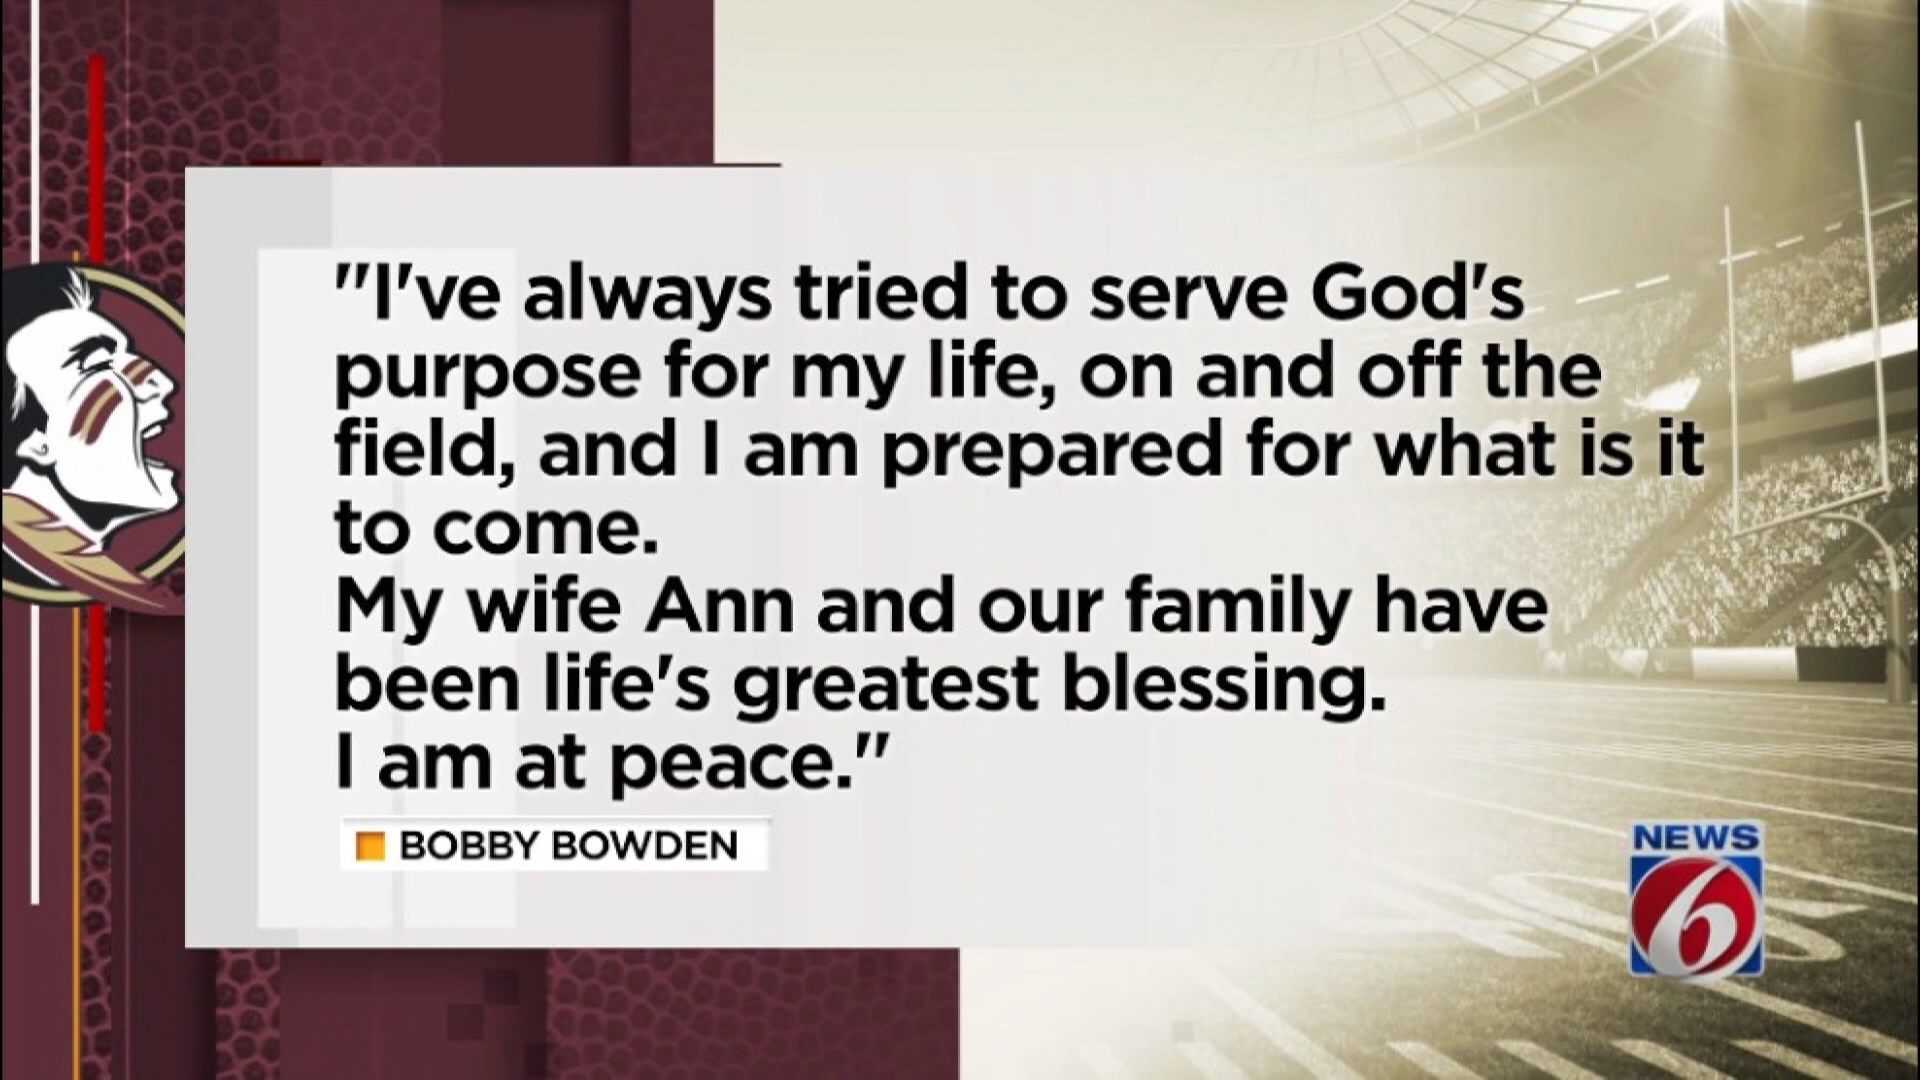 "I've always tried to serve God's
purpose for my life, on and off the
field, and I am prepared for what is it
to come.
My wife Ann and our family have
been life's greatest blessing.
I am at peace."
BOBBY BOWDEN
NEWS
6